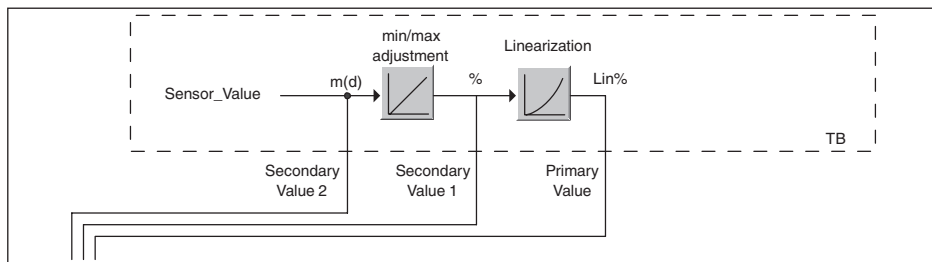 min/max
adjustment
Linearization
Sensor_Value
m(d)
%
Lin%
TB
Secondary
Value 2
Secondary
Value 1
Primary
Value